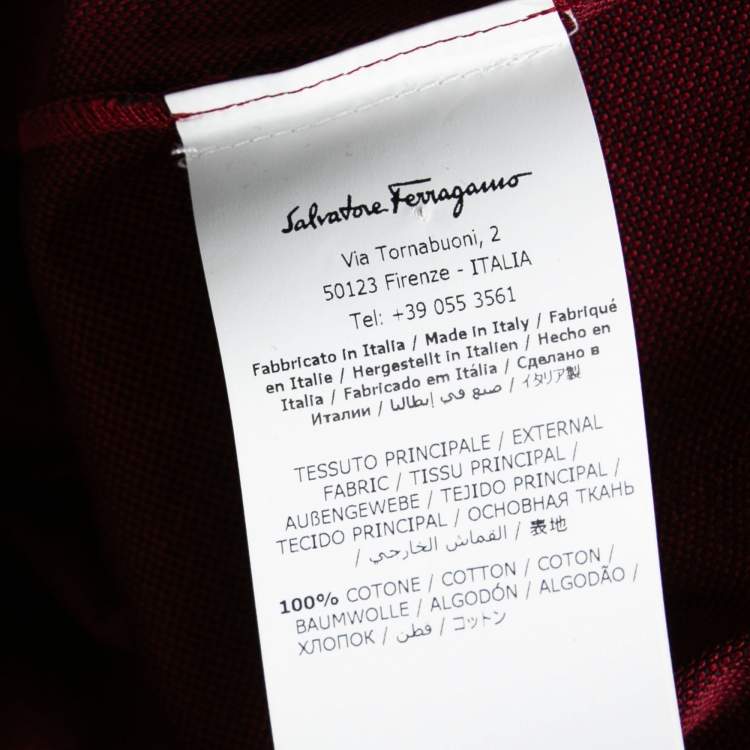 Salvatore Ferragamo
Via Tornabuoni, 2
50123 Firenze - ITALIA
Tel: +39 055 3561
Fabbricato in Italia / Made in Italy / Fabriqué
en Italie / Hergestellt in Italien / Hecho en
Italia / Fabricado em Itália / Сделано в
Италии / صنع في إيطاليا / イタリア製
TESSUTO PRINCIPALE / EXTERNAL
FABRIC / TISSU PRINCIPAL /
AUßENGEWEBE / TEJIDO PRINCIPAL /
TECIDO PRINCIPAL / ОСНОВНАЯ ТКАНЬ
/ القماش الخارجي / 表地
100% COTONE / COTTON / COTON /
BAUMWOLLE / ALGODÓN / ALGODÃO /
ХЛОПОК / قطن / コットン